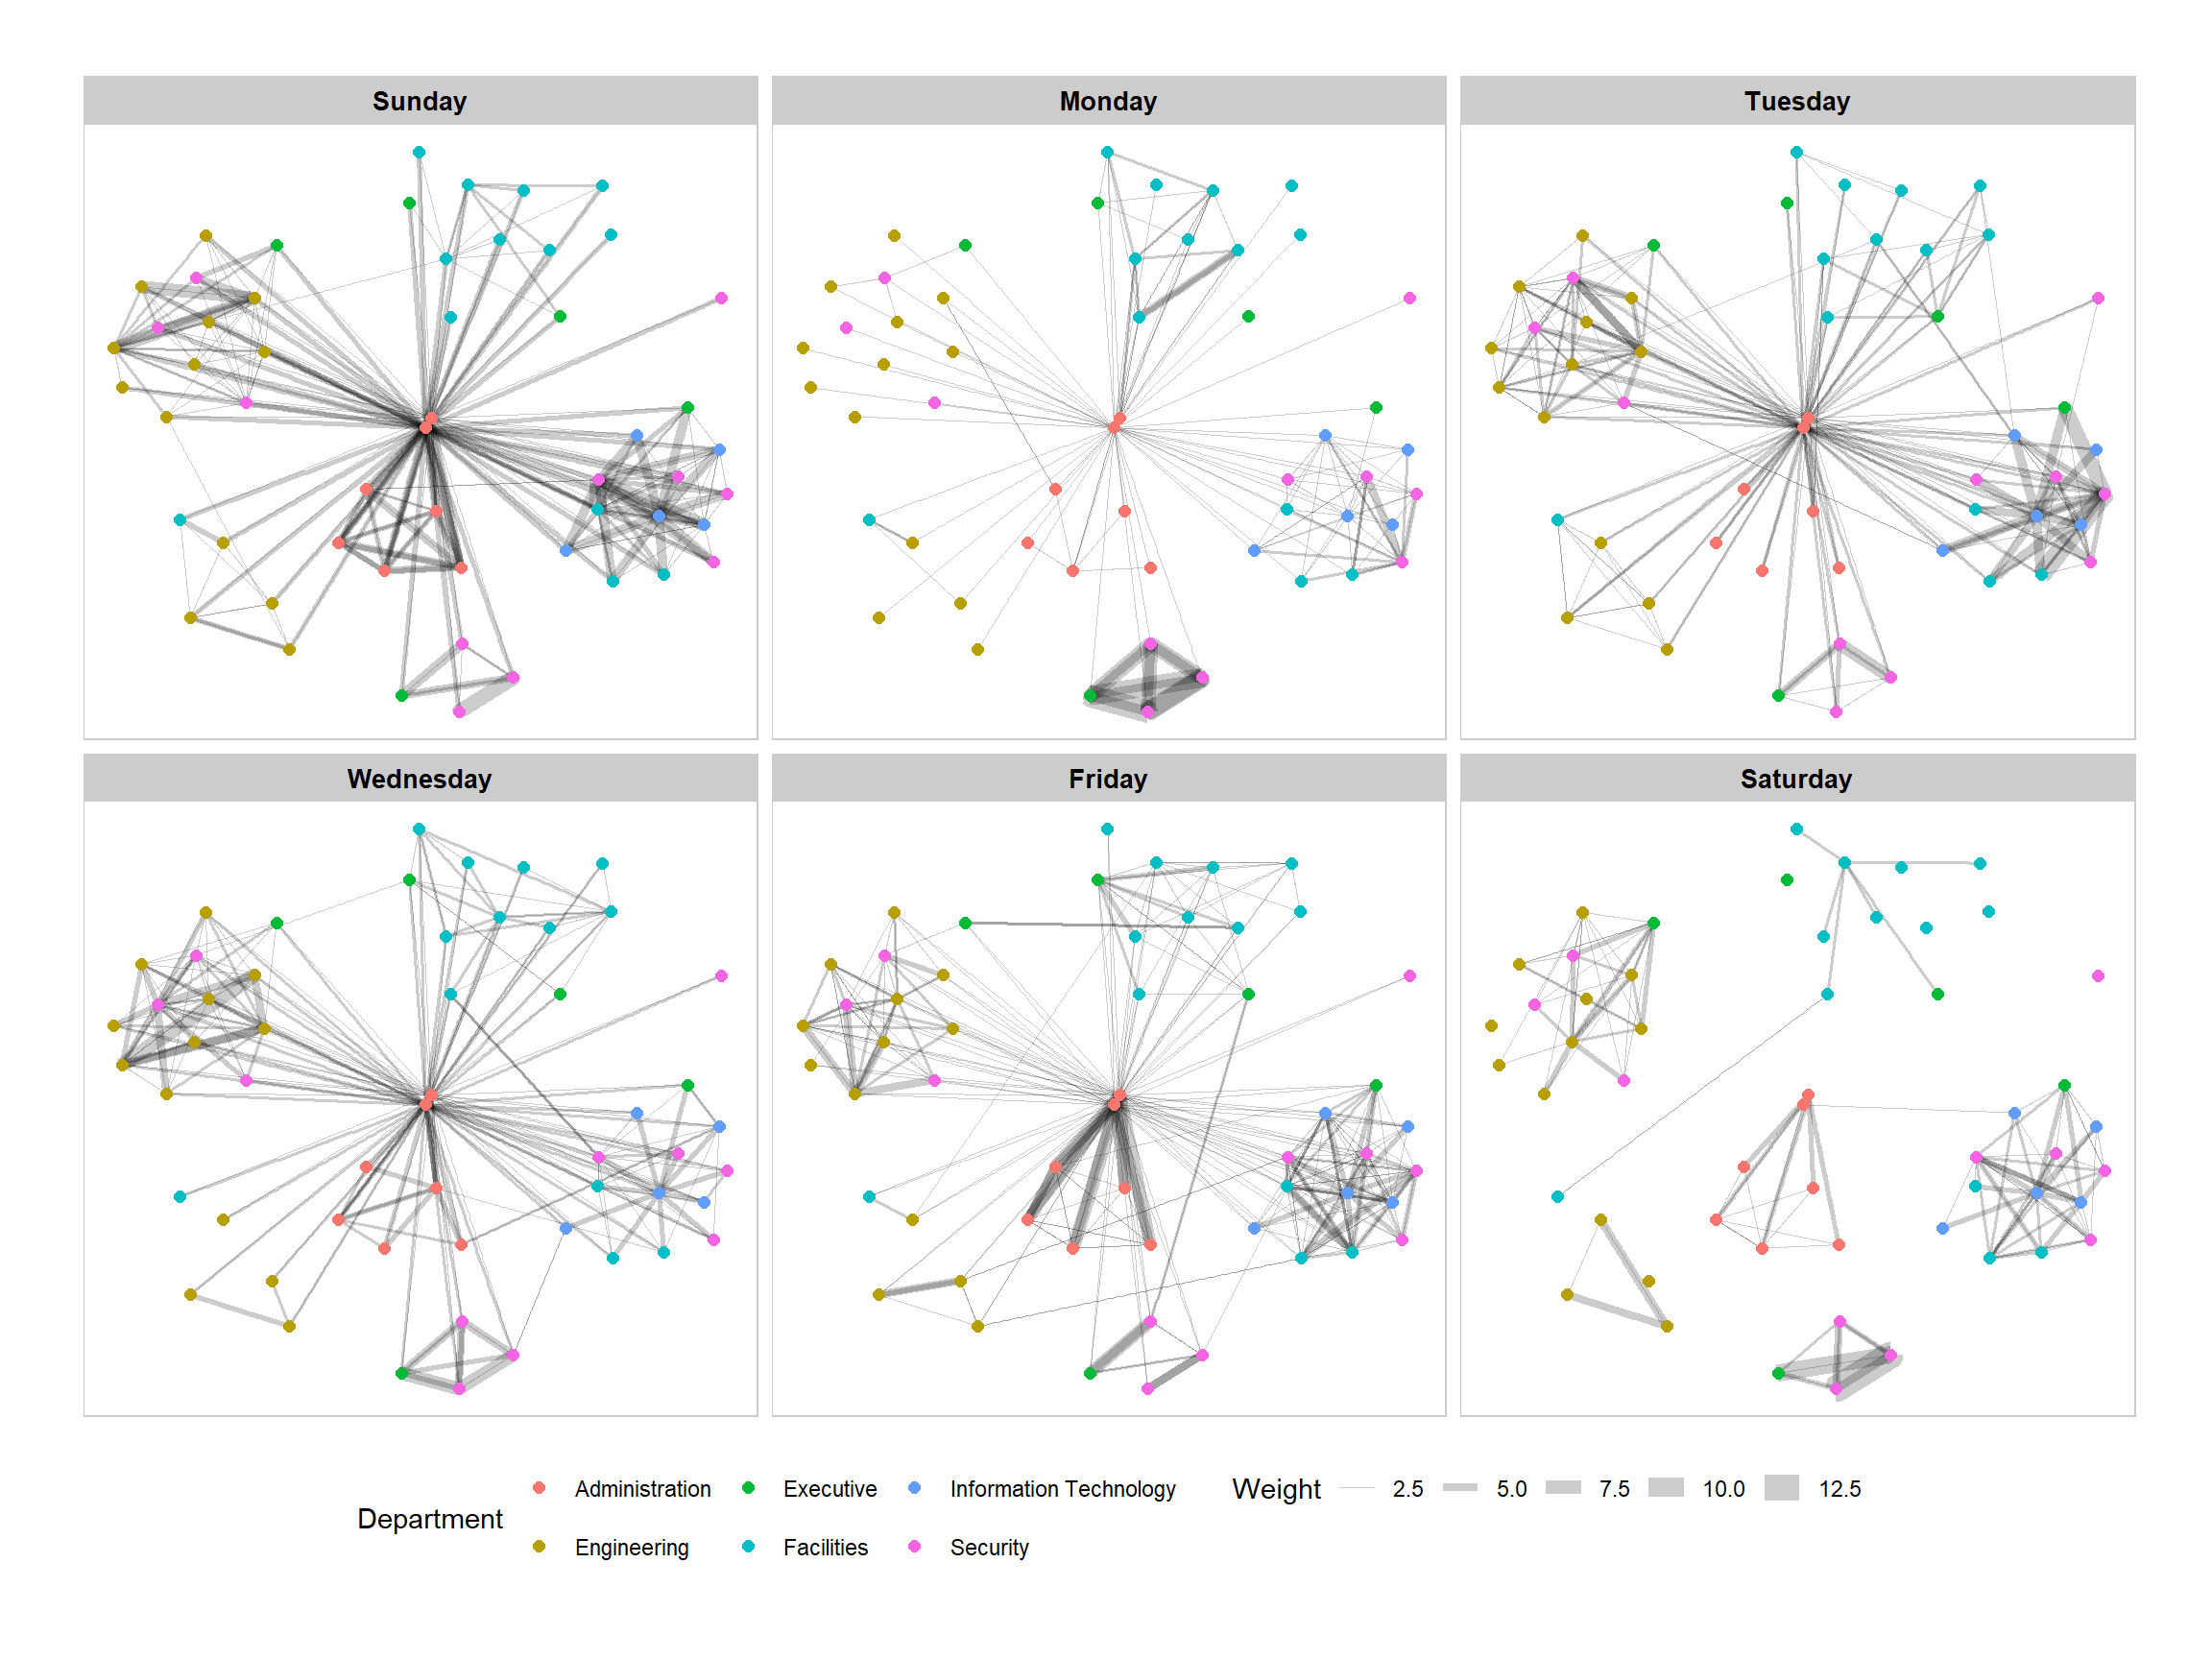 Sunday
Monday
Tuesday
Wednesday
Friday
Saturday
Department
Administration
Executive
Information Technology
Engineering
Facilities
Security
Weight 2.5 5.0 7.5 10.0 12.5